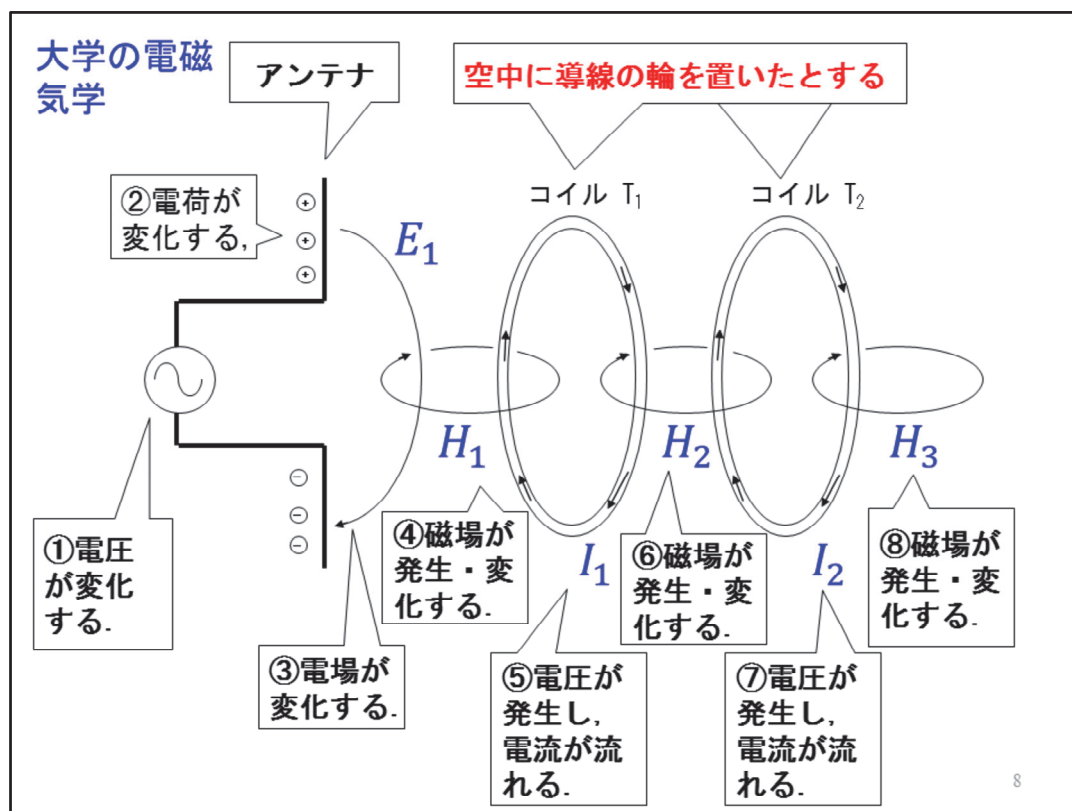 大学の電磁
気学
アンテナ
空中に導線の輪を置いたとする
②電荷が
変化する,
コイル T₁
コイル T₂
E₁
H₁
H₂
H₃
I₁
I₂
①電圧
が変化
する.
④磁場が
発生・変
化する.
⑥磁場が
発生・変
化する.
⑧磁場が
発生・変
化する.
③電場が
変化する.
⑤電圧が
発生し,
電流が流
れる.
⑦電圧が
発生し,
電流が流
れる.
8